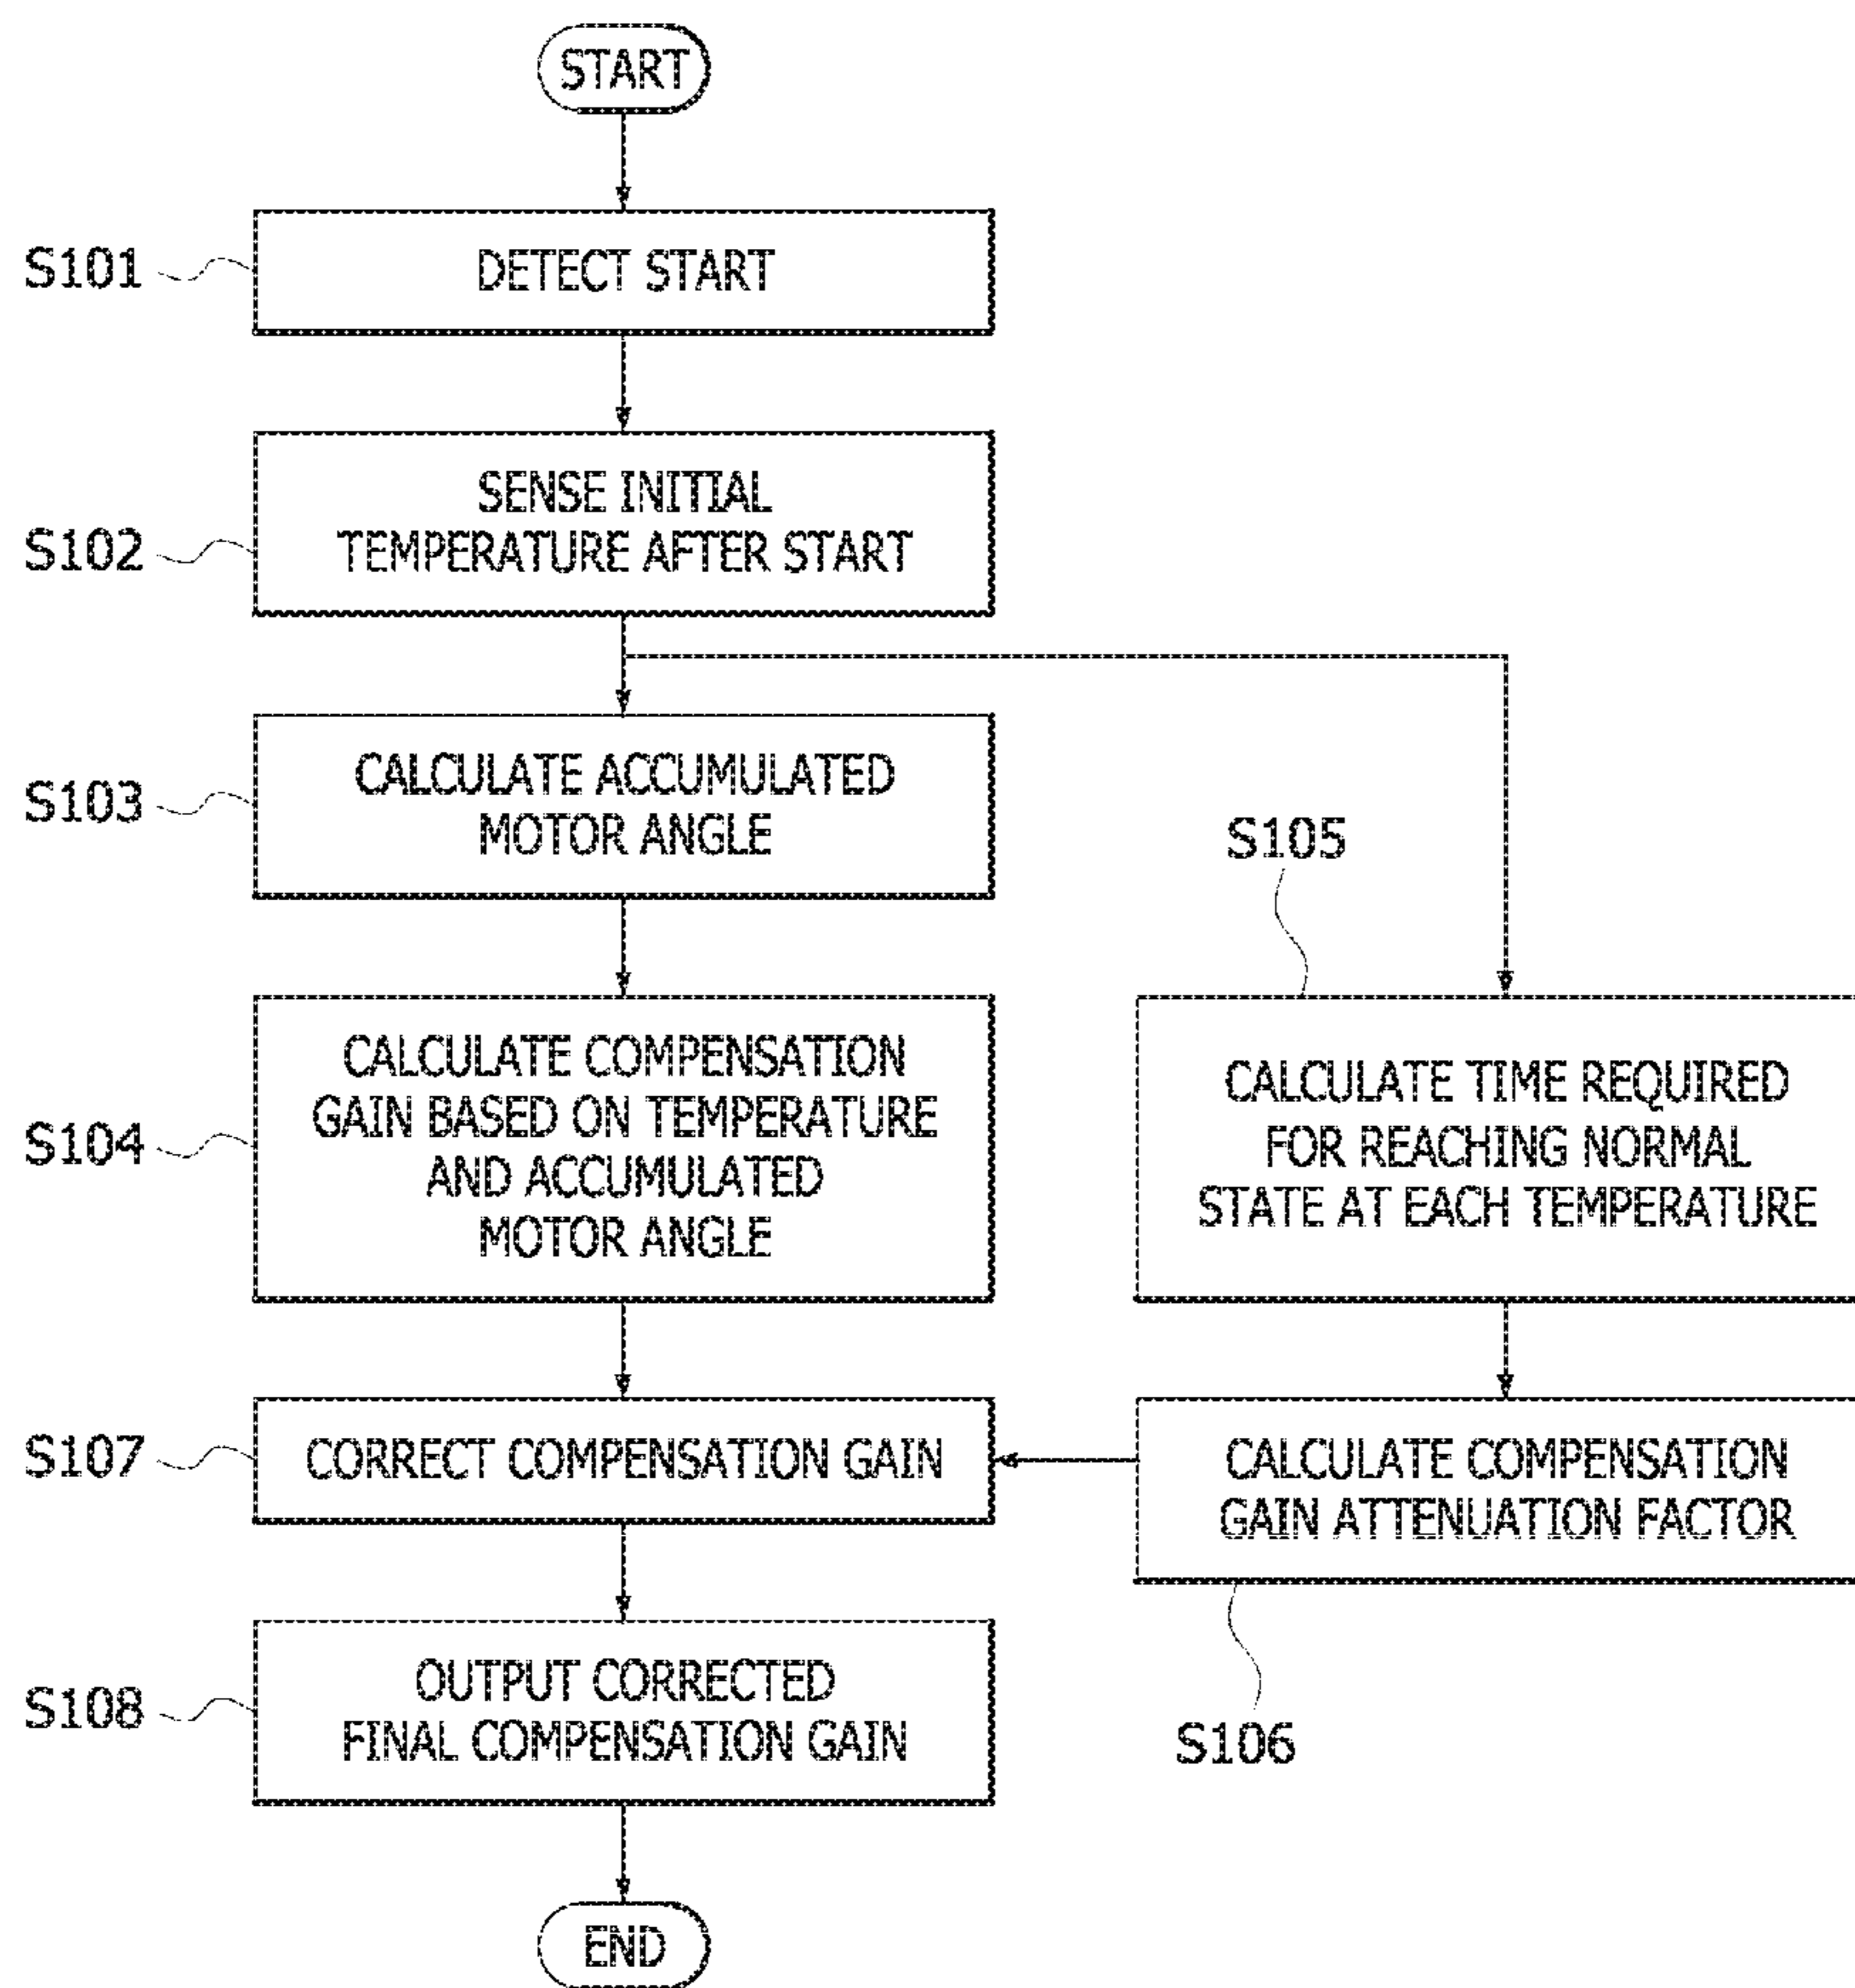 START
S101
DETECT START
S102
SENSE INITIAL
TEMPERATURE AFTER START
S103
CALCULATE ACCUMULATED
MOTOR ANGLE
S104
CALCULATE COMPENSATION
GAIN BASED ON TEMPERATURE
AND ACCUMULATED
MOTOR ANGLE
S105
CALCULATE TIME REQUIRED
FOR REACHING NORMAL
STATE AT EACH TEMPERATURE
S107
CORRECT COMPENSATION GAIN
CALCULATE COMPENSATION
GAIN ATTENUATION FACTOR
S106
S108
OUTPUT CORRECTED
FINAL COMPENSATION GAIN
END